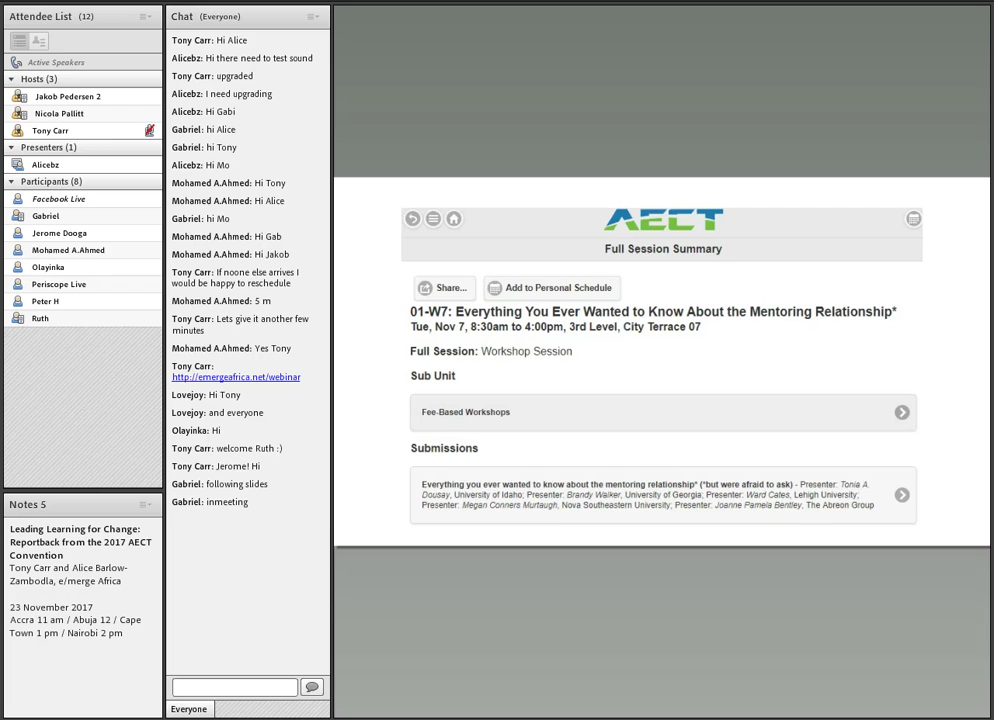 Attendee List (12)
Active Speakers
Hosts (3)
Jakob Pedersen 2
Nicola Pallitt
Tony Carr
Presenters (1)
Alicebz
Participants (8)
Facebook Live
Gabriel
Jerome Dooga
Mohamed A.Ahmed
Olayinka
Periscope Live
Peter H
Ruth
Notes 5
Leading Learning for Change:
Reportback from the 2017 AECT
Convention
Tony Carr and Alice Barlow-
Zambodla, e/merge Africa
23 November 2017
Accra 11 am / Abuja 12 / Cape
Town 1 pm / Nairobi 2 pm
Chat (Everyone)
Tony Carr: Hi Alice
Alicebz: Hi there need to test sound
Tony Carr: upgraded
Alicebz: I need upgrading
Alicebz: Hi Gabi
Gabriel: hi Alice
Gabriel: hi Tony
Alicebz: Hi Mo
Mohamed A.Ahmed: Hi Tony
Mohamed A.Ahmed: Hi Alice
Gabriel: hi Mo
Mohamed A.Ahmed: Hi Gab
Mohamed A.Ahmed: Hi Jakob
Tony Carr: If noone else arrives I
would be happy to reschedule
Mohamed A.Ahmed: 5 m
Tony Carr: Lets give it another few
minutes
Mohamed A.Ahmed: Yes Tony
Tony Carr:
http://emergeafrica.net/webinar
Lovejoy: Hi Tony
Lovejoy: and everyone
Olayinka: Hi
Tony Carr: welcome Ruth :)
Tony Carr: Jerome! Hi
Gabriel: following slides
Gabriel: inmeeting
Everyone
AECT
Full Session Summary
Share...
Add to Personal Schedule
01-W7: Everything You Ever Wanted to Know About the Mentoring Relationship*
Tue, Nov 7, 8:30am to 4:00pm, 3rd Level, City Terrace 07
Full Session: Workshop Session
Sub Unit
Fee-Based Workshops
Submissions
Everything you ever wanted to know about the mentoring relationship* (*but were afraid to ask) - Presenter: Tonia A.
Dousay, University of Idaho; Presenter: Brandy Walker, University of Georgia; Presenter: Ward Cates, Lehigh University;
Presenter: Megan Conners Murtaugh, Nova Southeastern University; Presenter: Joanne Pamela Bentley, The Abreon Group